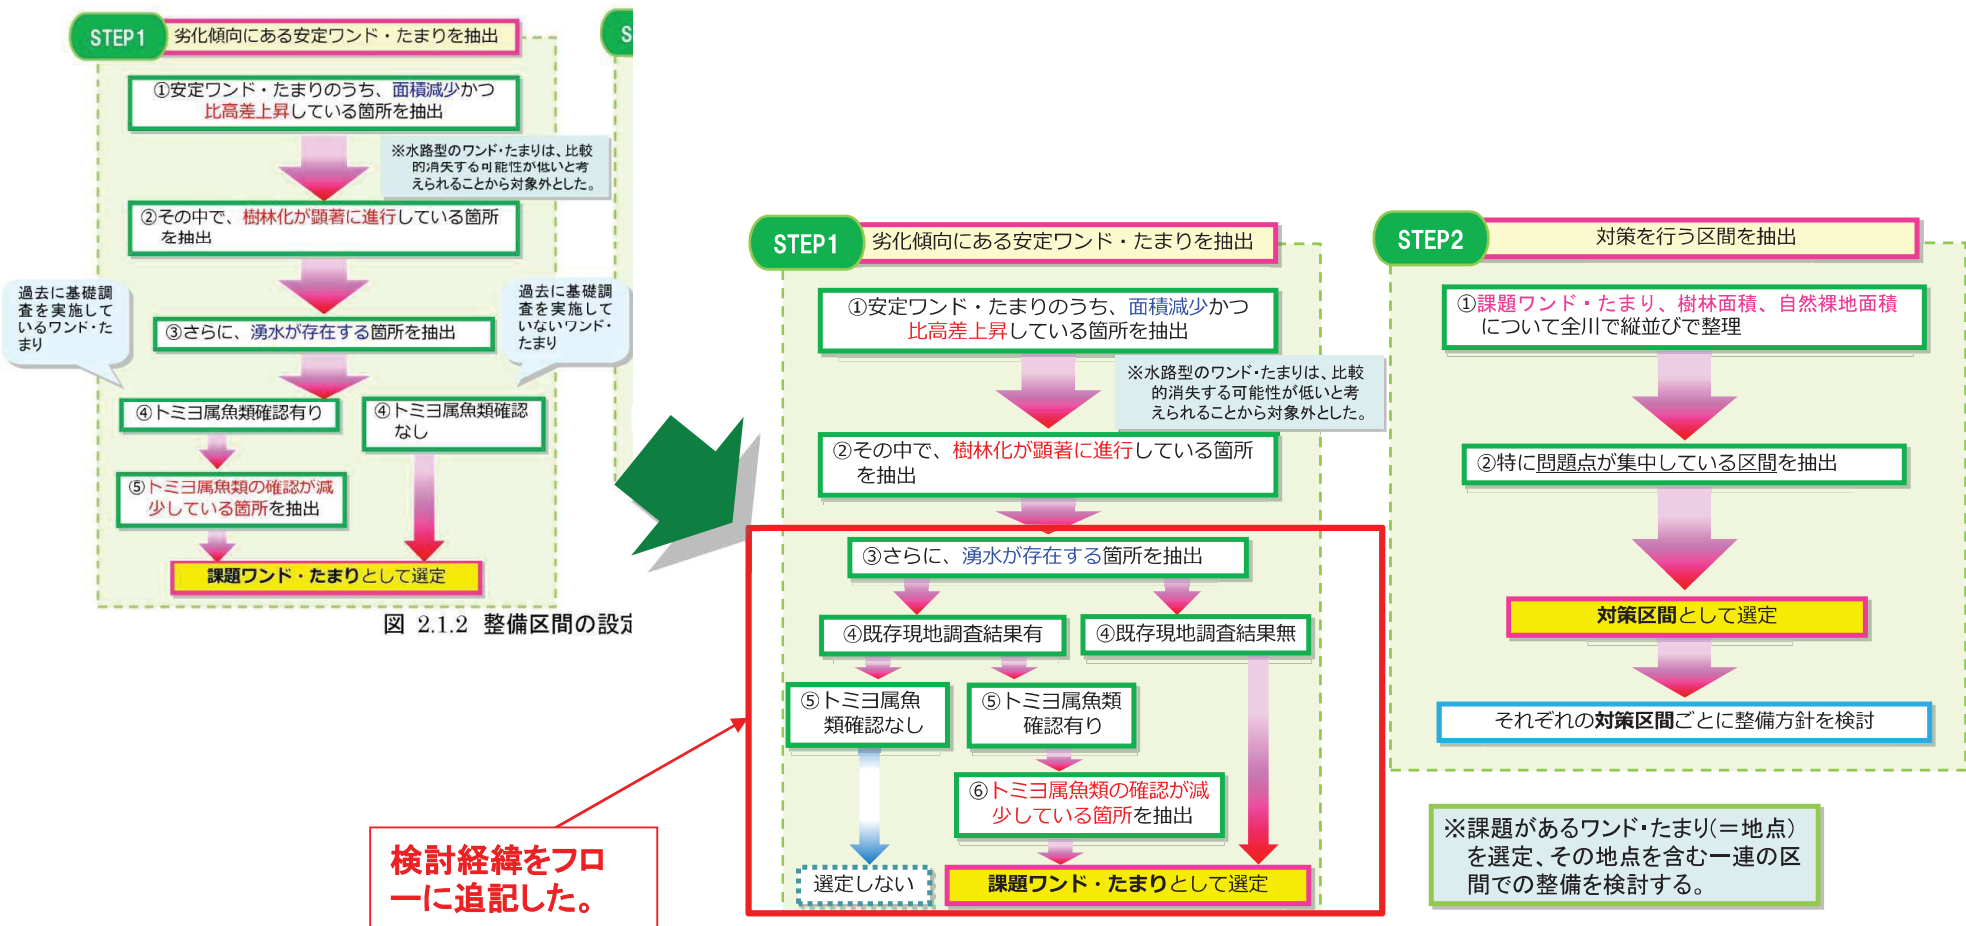 STEP1
劣化傾向にある安定ワンド・たまりを抽出
①安定ワンド・たまりのうち、面積減少かつ
比高差上昇している箇所を抽出
※水路型のワンド・たまりは、比較
的消失する可能性が低いと考
えられることから対象外とした。
②その中で、樹林化が顕著に進行している箇所
を抽出
過去に基礎調
査を実施して
いるワンド・た
まり
過去に基礎調
査を実施して
いないワンド・
たまり
③さらに、湧水が存在する箇所を抽出
④トミヨ属魚類確認有り
④トミヨ属魚類確認
なし
⑤トミヨ属魚類の確認が減
少している箇所を抽出
課題ワンド・たまりとして選定
図 2.1.2 整備区間の設定
S
STEP1
劣化傾向にある安定ワンド・たまりを抽出
①安定ワンド・たまりのうち、面積減少かつ
比高差上昇している箇所を抽出
※水路型のワンド・たまりは、比較
的消失する可能性が低いと考
えられることから対象外とした。
②その中で、樹林化が顕著に進行している箇所
を抽出
③さらに、湧水が存在する箇所を抽出
④既存現地調査結果有
④既存現地調査結果無
⑤トミヨ属魚
類確認なし
⑤トミヨ属魚類
確認有り
⑥トミヨ属魚類の確認が減
少している箇所を抽出
選定しない
課題ワンド・たまりとして選定
検討経緯をフロ
ーに追記した。
STEP2
対策を行う区間を抽出
①課題ワンド・たまり、樹林面積、自然裸地面積
について全川で縦並びで整理
②特に問題点が集中している区間を抽出
対策区間として選定
それぞれの対策区間ごとに整備方針を検討
※課題があるワンド・たまり(＝地点)
を選定、その地点を含む一連の区
間での整備を検討する。